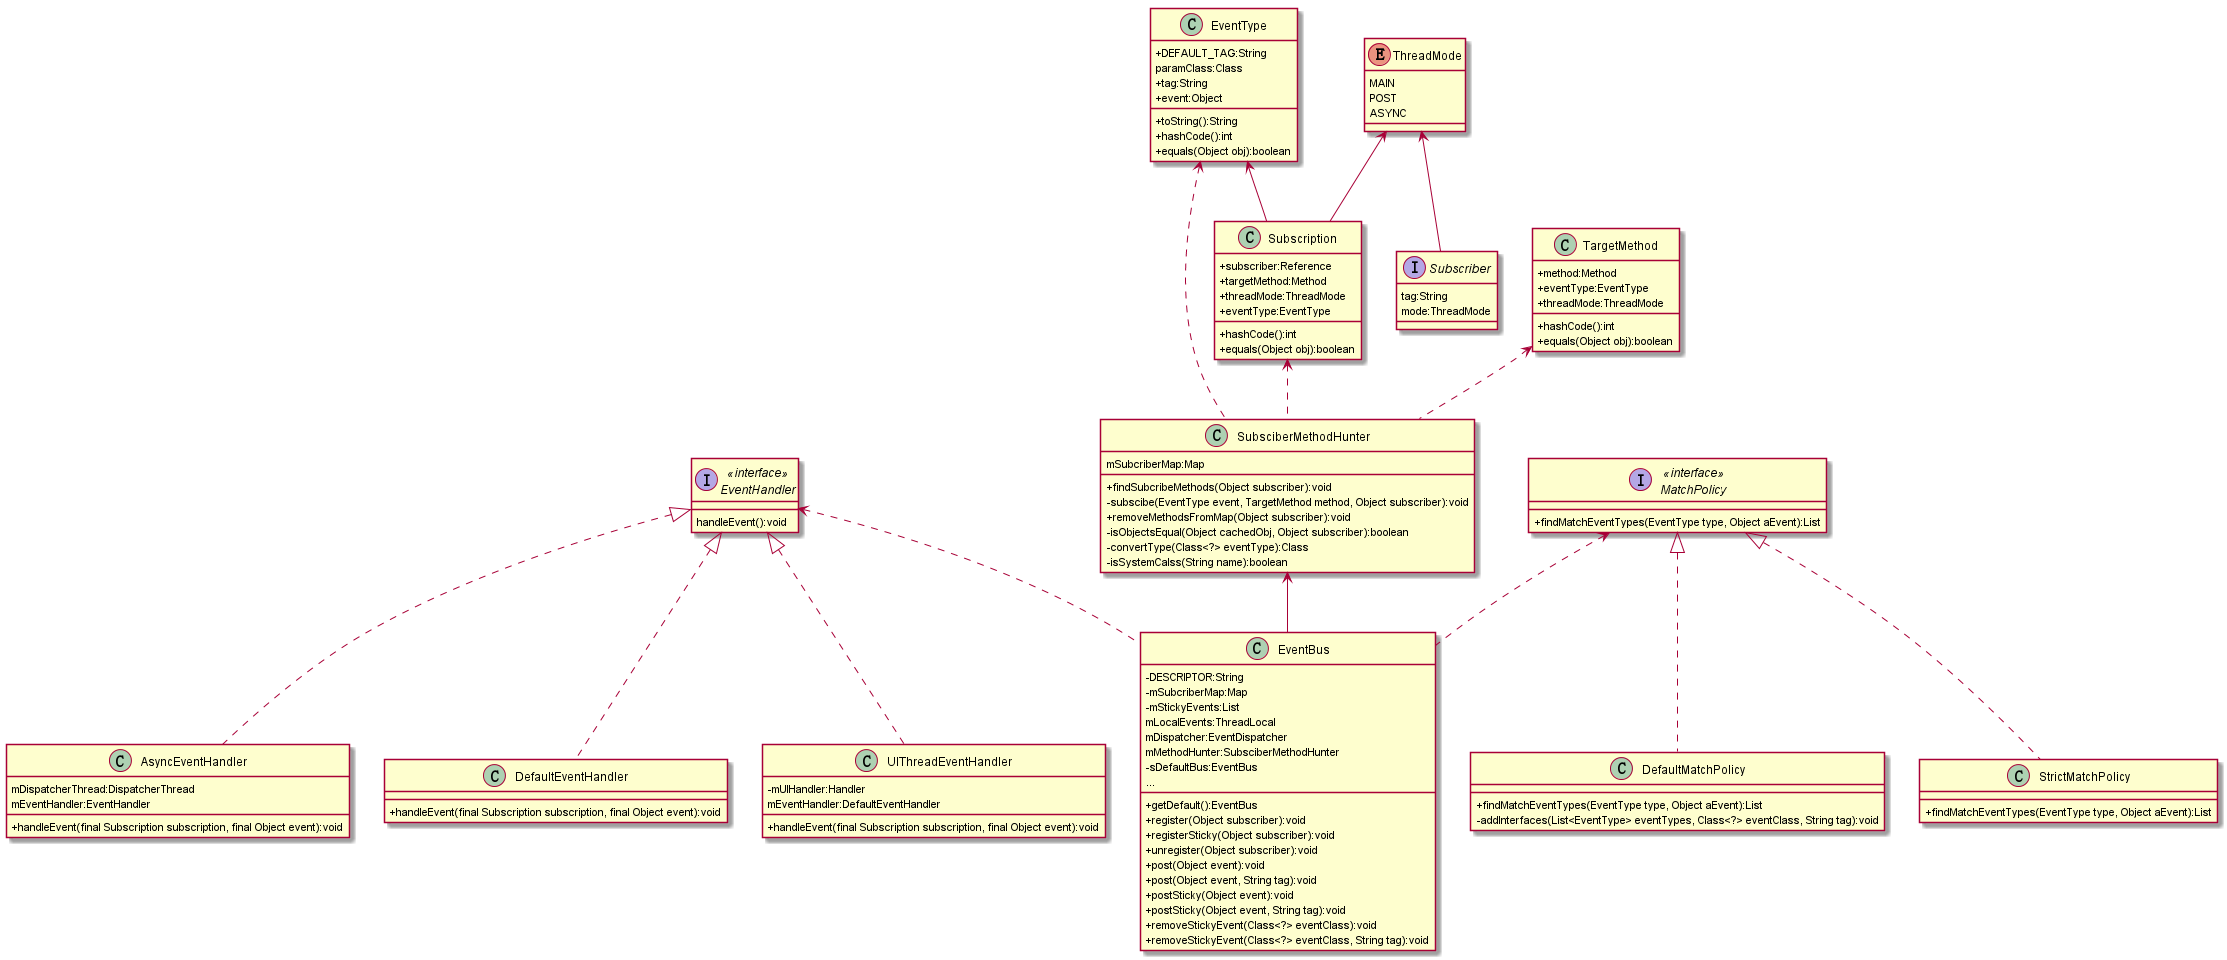 C EventType
+DEFAULT_TAG:String
paramClass:Class
+tag:String
+event:Object
+toString():String
+hashCode():int
+equals(Object obj):boolean
E ThreadMode
MAIN
POST
ASYNC
C Subscription
+subscriber:Reference
+targetMethod:Method
+threadMode:ThreadMode
+eventType:EventType
+hashCode():int
+equals(Object obj):boolean
I Subscriber
tag:String
mode:ThreadMode
C TargetMethod
+method:Method
+eventType:EventType
+threadMode:ThreadMode
+hashCode():int
+equals(Object obj):boolean
C SubsciberMethodHunter
mSubcriberMap:Map
+findSubcribeMethods(Object subscriber):void
-subscibe(EventType event, TargetMethod method, Object subscriber):void
+removeMethodsFromMap(Object subscriber):void
-isObjectsEqual(Object cachedObj, Object subscriber):boolean
-convertType(Class<?> eventType):Class
-isSystemCalss(String name):boolean
I «interface»
EventHandler
handleEvent():void
I «interface»
MatchPolicy
+findMatchEventTypes(EventType type, Object aEvent):List
C EventBus
-DESCRIPTOR:String
-mSubcriberMap:Map
-mStickyEvents:List
mLocalEvents:ThreadLocal
mDispatcher:EventDispatcher
mMethodHunter:SubsciberMethodHunter
-sDefaultBus:EventBus
...
+getDefault():EventBus
+register(Object subscriber):void
+registerSticky(Object subscriber):void
+unregister(Object subscriber):void
+post(Object event):void
+post(Object event, String tag):void
+postSticky(Object event):void
+postSticky(Object event, String tag):void
+removeStickyEvent(Class<?> eventClass):void
+removeStickyEvent(Class<?> eventClass, String tag):void
C AsyncEventHandler
mDispatcherThread:DispatcherThread
mEventHandler:EventHandler
+handleEvent(final Subscription subscription, final Object event):void
C DefaultEventHandler
+handleEvent(final Subscription subscription, final Object event):void
C UIThreadEventHandler
-mUIHandler:Handler
mEventHandler:DefaultEventHandler
+handleEvent(final Subscription subscription, final Object event):void
C DefaultMatchPolicy
+findMatchEventTypes(EventType type, Object aEvent):List
-addInterfaces(List<EventType> eventTypes, Class<?> eventClass, String tag):void
C StrictMatchPolicy
+findMatchEventTypes(EventType type, Object aEvent):List